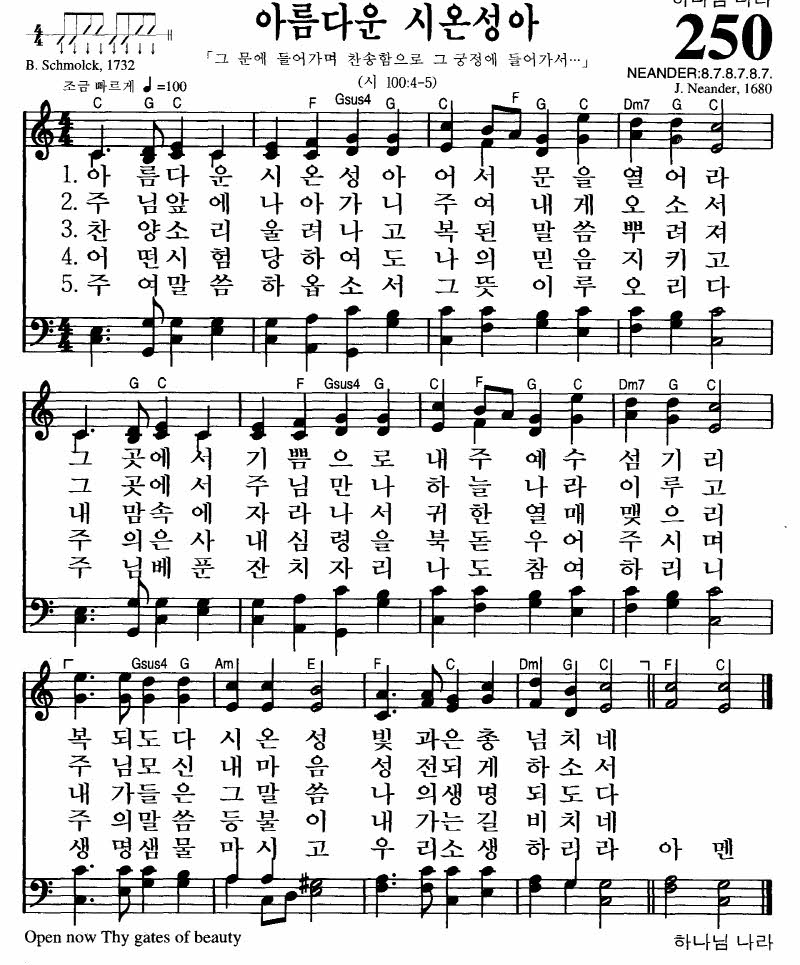 아름다운 시온성아
하나님 나라
250
B. Schmolck, 1732
「그 문에 들어가며 찬송함으로 그 궁정에 들어가서…」
(시 100:4-5)
NEANDER:8.7.8.7.8.7.
J. Neander, 1680
조금 빠르게 ♩=100
C G C F Gsus4 G C F G C Dm7 G C
1. 아 름다 운 시 온 성 아 어 서 문 을 열 어 라
2. 주 님앞 에 나 아 가 니 주 여 내 게 오 소 서
3. 찬 양소 리 울 려 나 고 복 된 말 씀 뿌 려 져
4. 어 떤시 험 당 하 여 도 나 의 믿 음 지 키 고
5. 주 여말 씀 하 옵 소 서 그 뜻 이 루 오 리 다
G C F Gsus4 G C F G C Dm7 G C
그 곳에 서 기 쁨 으 로 내 주 예 수 섬 기 리
그 곳에 서 주 님 만 나 하 늘 나 라 이 루 고
내 맘속 에 자 라 나 서 귀 한 열 매 맺 으 리
주 의은 사 내 심 령 을 북 돋 우 어 주 시 며
주 님베 푼 잔 치 자 리 나 도 참 여 하 리 니
Gsus4 G Am E F C Dm G C F C
복 되도 다 시 온 성 빛 과은 총 넘 치 네
주 님모 신 내 마 음 성 전되 게 하 소 서
내 가들 은 그 말 씀 나 의생 명 되 도 다
주 의말 씀 등 불 이 내 가는 길 비 치 네
생 명샘 물 마 시 고 우 리소 생 하 리 라 아 멘
Open now Thy gates of beauty
하나님 나라